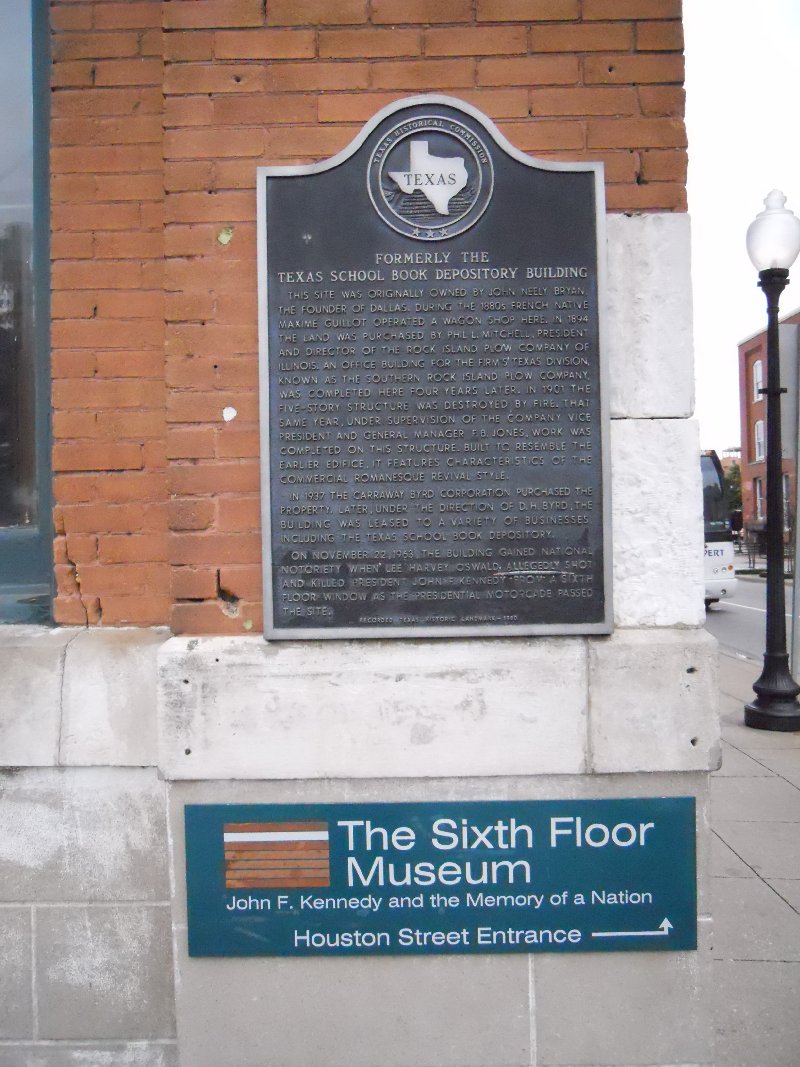 TEXAS HISTORICAL COMMISSION
TEXAS
FORMERLY THE
TEXAS SCHOOL BOOK DEPOSITORY BUILDING
THIS SITE WAS ORIGINALLY OWNED BY JOHN NEELY BRYAN,
THE FOUNDER OF DALLAS. DURING THE 1880s FRENCH NATIVE
MAXIME GUILLOT OPERATED A WAGON SHOP HERE. IN 1894
THE LAND WAS PURCHASED BY PHIL L. MITCHELL, PRESIDENT
AND DIRECTOR OF THE ROCK ISLAND PLOW COMPANY OF
ILLINOIS. AN OFFICE BUILDING FOR THE FIRM'S TEXAS DIVISION,
KNOWN AS THE SOUTHERN ROCK ISLAND PLOW COMPANY,
WAS COMPLETED HERE FOUR YEARS LATER. IN 1901 THE
FIVE-STORY STRUCTURE WAS DESTROYED BY FIRE. THAT
SAME YEAR, UNDER SUPERVISION OF THE COMPANY VICE
PRESIDENT AND GENERAL MANAGER F.B. JONES, WORK WAS
COMPLETED ON THIS STRUCTURE. BUILT TO RESEMBLE THE
EARLIER EDIFICE, IT FEATURES CHARACTERISTICS OF THE
COMMERCIAL ROMANESQUE REVIVAL STYLE.
IN 1937 THE CARRAWAY BYRD CORPORATION PURCHASED THE
PROPERTY. LATER, UNDER THE DIRECTION OF D.H. BYRD, THE
BUILDING WAS LEASED TO A VARIETY OF BUSINESSES,
INCLUDING THE TEXAS SCHOOL BOOK DEPOSITORY.
ON NOVEMBER 22, 1963, THE BUILDING GAINED NATIONAL
NOTORIETY WHEN LEE HARVEY OSWALD ALLEGEDLY SHOT
AND KILLED PRESIDENT JOHN F. KENNEDY FROM A SIXTH
FLOOR WINDOW AS THE PRESIDENTIAL MOTORCADE PASSED
THE SITE.
RECORDED TEXAS HISTORIC LANDMARK - 1980
PERT
The Sixth Floor
Museum
John F. Kennedy and the Memory of a Nation
Houston Street Entrance